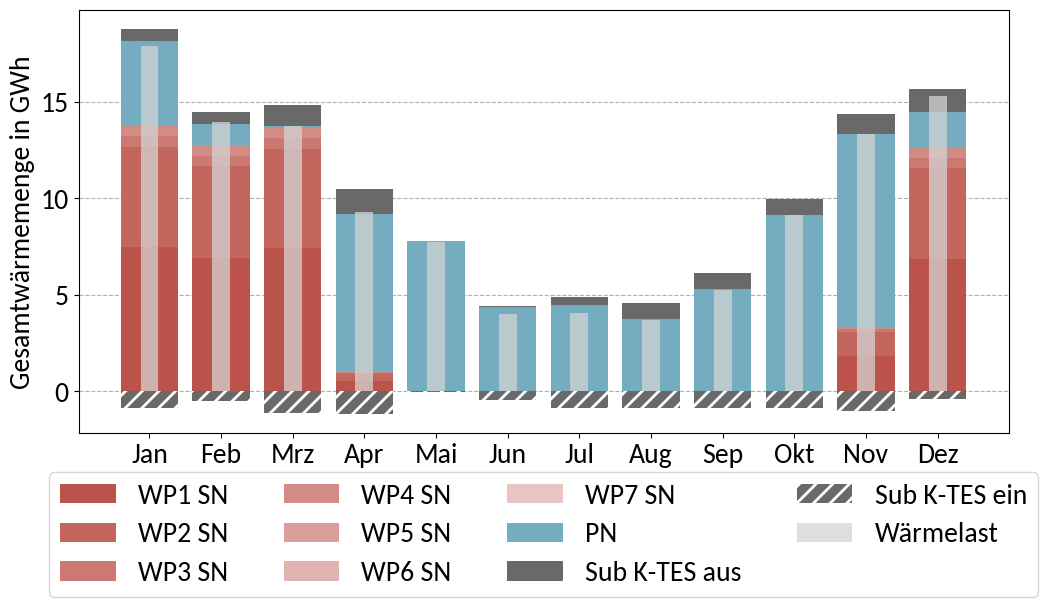 Gesamtwärmemenge in GWh
15
10
5
0
Jan Feb Mrz Apr Mai Jun Jul Aug Sep Okt Nov Dez
WP1 SN WP4 SN WP7 SN Sub K-TES ein
WP2 SN WP5 SN PN Wärmelast
WP3 SN WP6 SN Sub K-TES aus